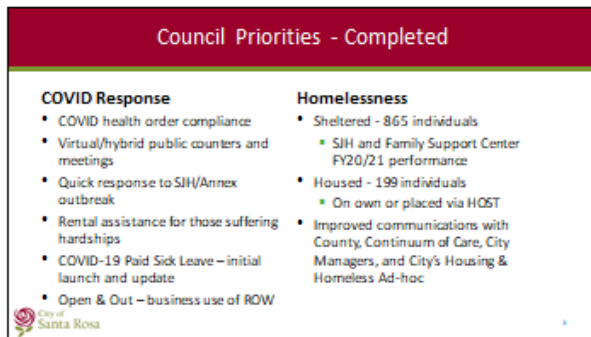 Council Priorities - Completed
COVID Response
• COVID health order compliance
• Virtual/hybrid public counters and
meetings
• Quick response to SJH/Annex
outbreak
• Rental assistance for those suffering
hardships
• COVID-19 Paid Sick Leave – initial
launch and update
• Open & Out – business use of ROW
Homelessness
• Sheltered - 865 individuals
▪ SJH and Family Support Center
FY20/21 performance
• Housed - 199 individuals
▪ On own or placed via HOST
• Improved communications with
County, Continuum of Care, City
Managers, and City's Housing &
Homeless Ad-hoc
City of
Santa Rosa